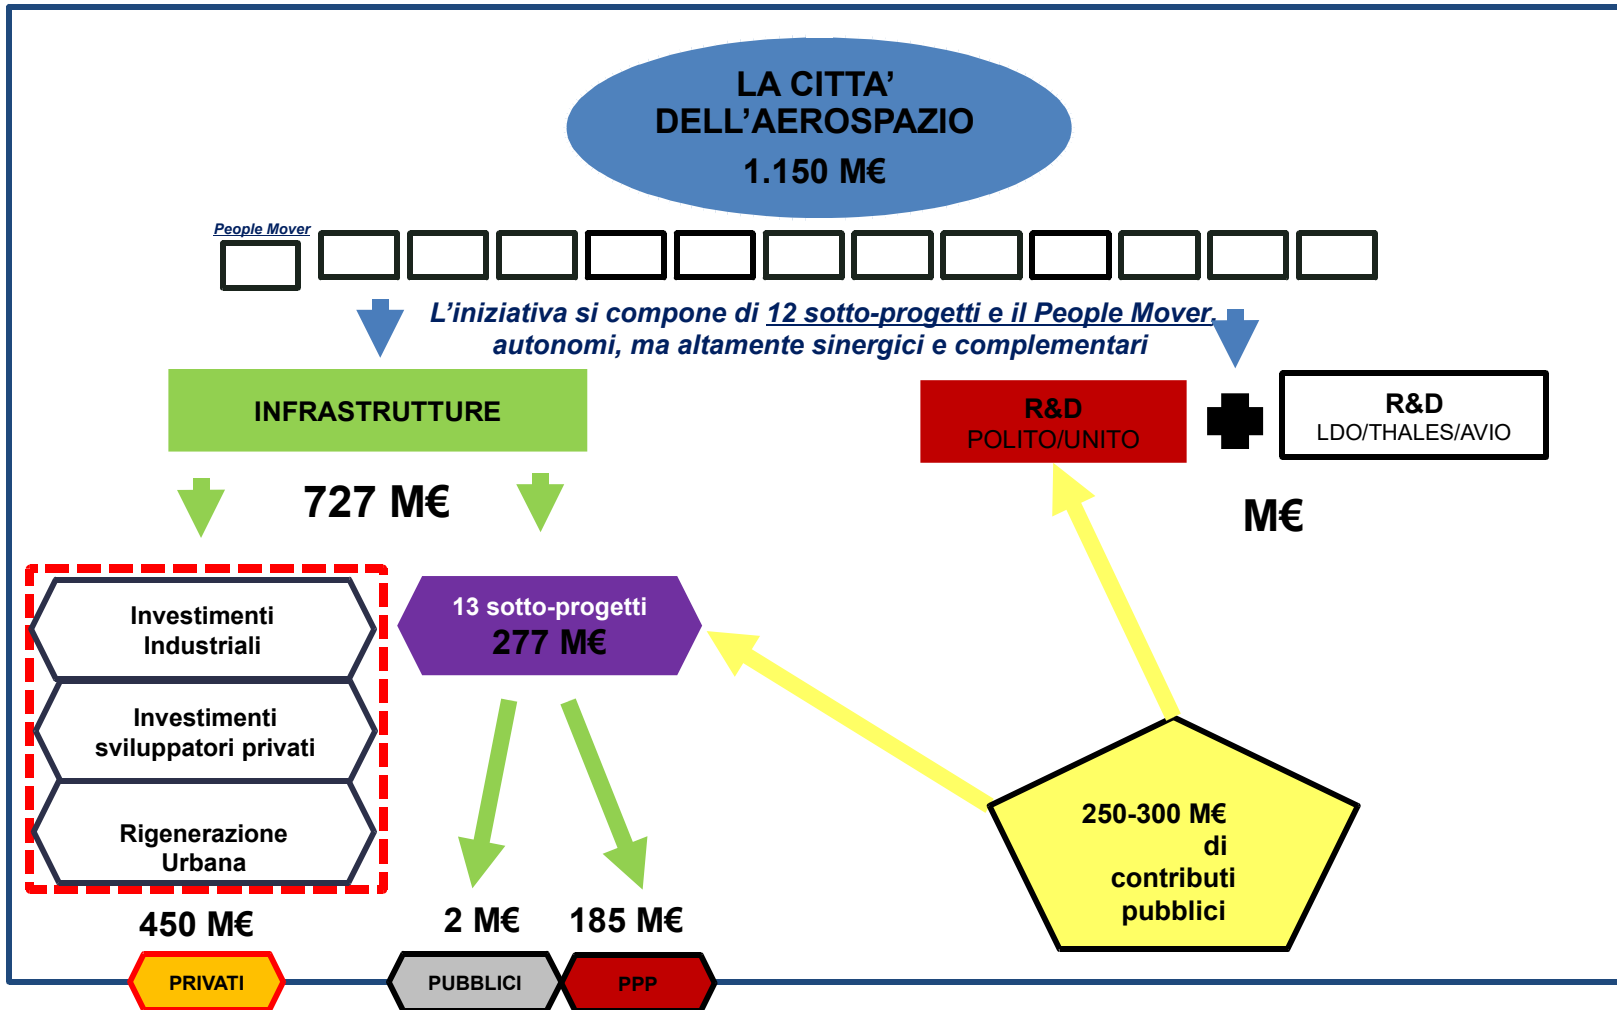 LA CITTA’
DELL’AEROSPAZIO
1.150 M€
People Mover
L’iniziativa si compone di 12 sotto-progetti e il People Mover,
autonomi, ma altamente sinergici e complementari
INFRASTRUTTURE
R&D
POLITO/UNITO
R&D
LDO/THALES/AVIO
727 M€
M€
Investimenti
Industriali
13 sotto-progetti
277 M€
Investimenti
sviluppatori privati
Rigenerazione
Urbana
250-300 M€
di
contributi
pubblici
450 M€
2 M€
185 M€
PRIVATI
PUBBLICI
PPP